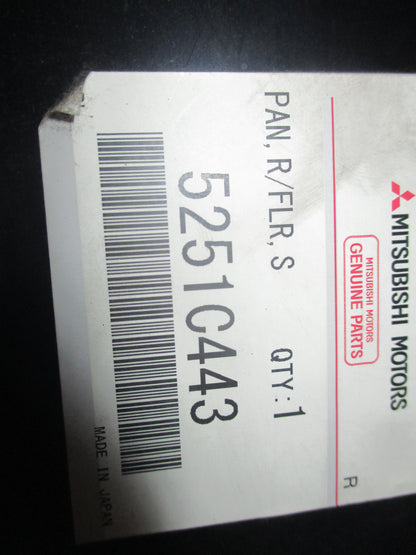 MITSUBISHI MOTORS
MITSUBISHI MOTORS
GENUINE PARTS
R
PAN, R/FLR, S QTY:1
5251C443
MADE IN JAPAN